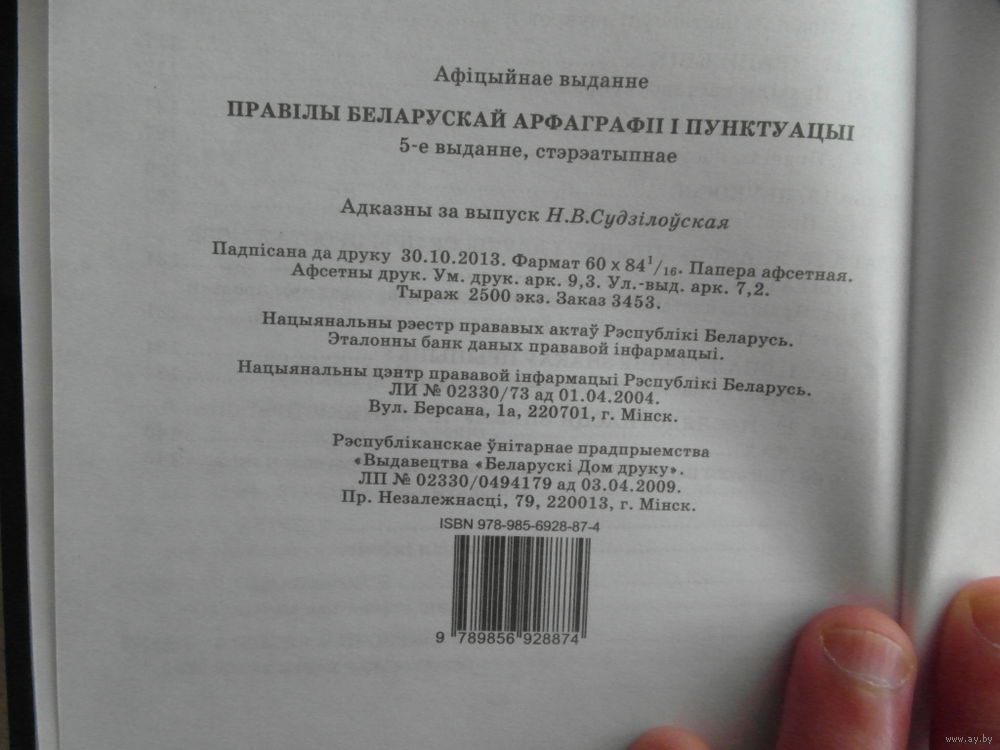 Афіцыйнае выданне
ПРАВІЛЫ БЕЛАРУСКАЙ АРФАГРАФІІ І ПУНКТУАЦЫІ
5-е выданне, стэрэатыпнае
Адказны за выпуск Н.В.Судзілоўская
Падпісана да друку 30.10.2013. Фармат 60 х 84¹/₁₆. Папера афсетная.
Афсетны друк. Ум. друк. арк. 9,3. Ул.-выд. арк. 7,2.
Тыраж 2500 экз. Заказ 3453.
Нацыянальны рэестр прававых актаў Рэспублікі Беларусь.
Эталонны банк даных прававой інфармацыі.
Нацыянальны цэнтр прававой інфармацыі Рэспублікі Беларусь.
ЛИ № 02330/73 ад 01.04.2004.
Вул. Берсана, 1а, 220701, г. Мінск.
Рэспубліканскае ўнітарнае прадпрыемства
«Выдавецтва «Беларускі Дом друку».
ЛП № 02330/0494179 ад 03.04.2009.
Пр. Незалежнасці, 79, 220013, г. Мінск.
ISBN 978-985-6928-87-4
9 789856 928874
www.ay.by